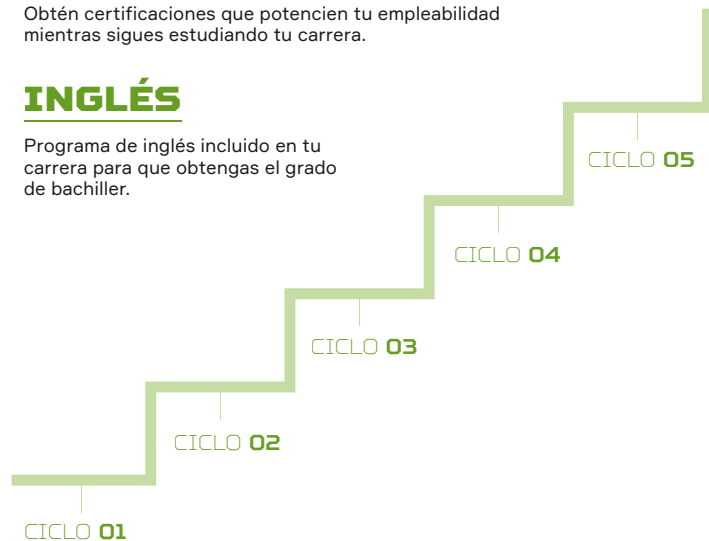 Obtén certificaciones que potencien tu empleabilidad
mientras sigues estudiando tu carrera.
INGLÉS
Programa de inglés incluido en tu
carrera para que obtengas el grado
de bachiller.
CICLO 05
CICLO 04
CICLO 03
CICLO 02
CICLO 01